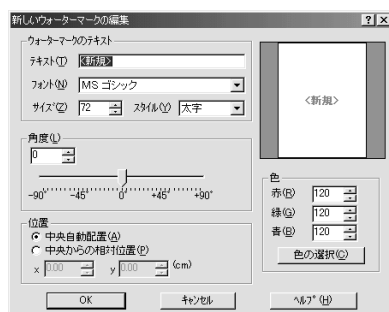 新しいウォーターマークの編集
ウォーターマークのテキスト
テキスト(T) <新規>
フォント(N) MS ゴシック
サイズ(Z) 72 スタイル(Y) 太字
<新規>
角度(L)
0
-90° -45° 0° +45° +90°
位置
中央自動配置(A)
中央からの相対位置(P)
x 0.00 y 0.00 (cm)
色
赤(R) 120
緑(G) 120
青(B) 120
色の選択(C)
OK キャンセル ヘルプ(H)